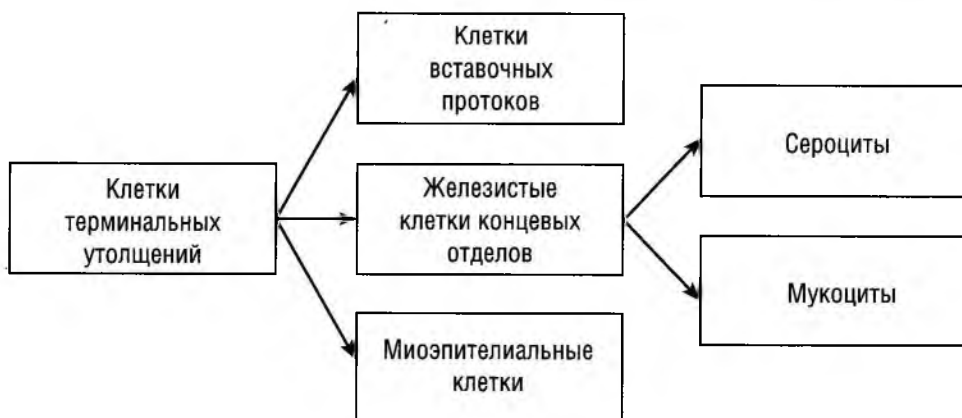 Клетки
терминальных
утолщений
Клетки
вставочных
протоков
Железистые
клетки концевых
отделов
Миоэпителиальные
клетки
Сероциты
Мукоциты